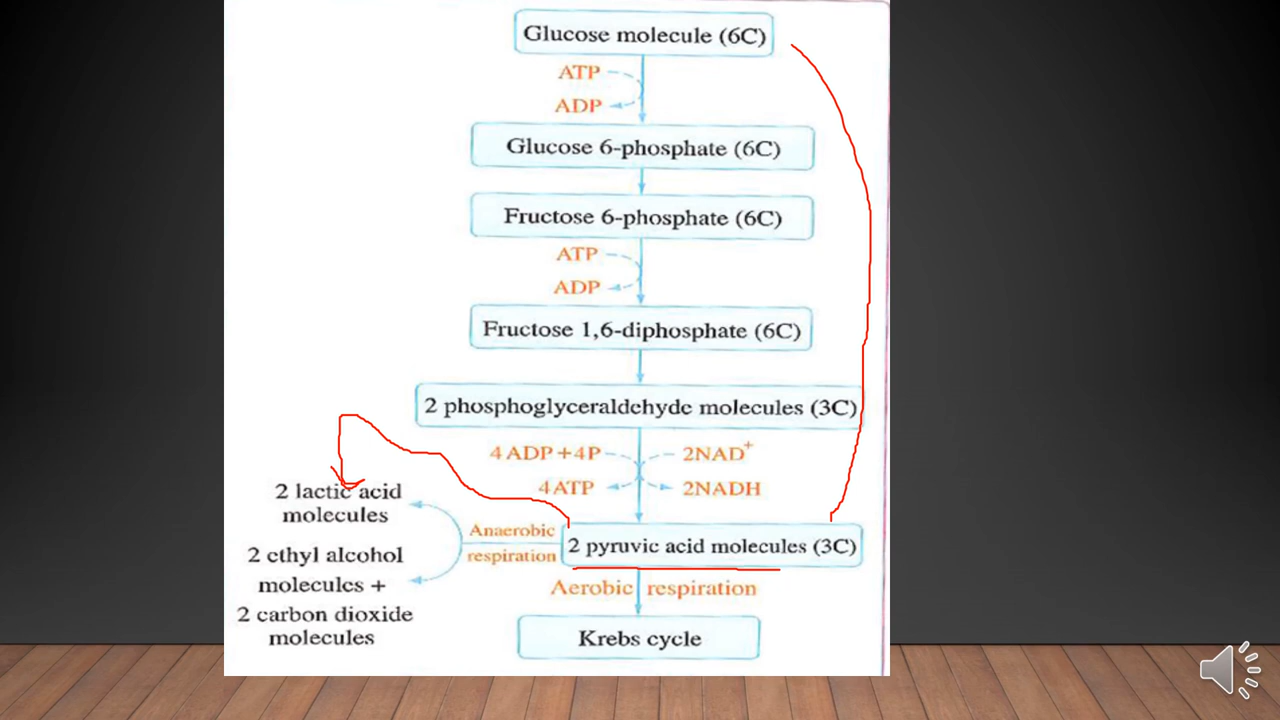 Glucose molecule (6C)
ATP
ADP
Glucose 6-phosphate (6C)
Fructose 6-phosphate (6C)
ATP
ADP
Fructose 1,6-diphosphate (6C)
2 phosphoglyceraldehyde molecules (3C)
4 ADP+4P
2NAD+
4 ATP
2NADH
2 lactic acid
molecules
Anaerobic
respiration
2 pyruvic acid molecules (3C)
2 ethyl alcohol
molecules +
2 carbon dioxide
molecules
Aerobic respiration
Krebs cycle